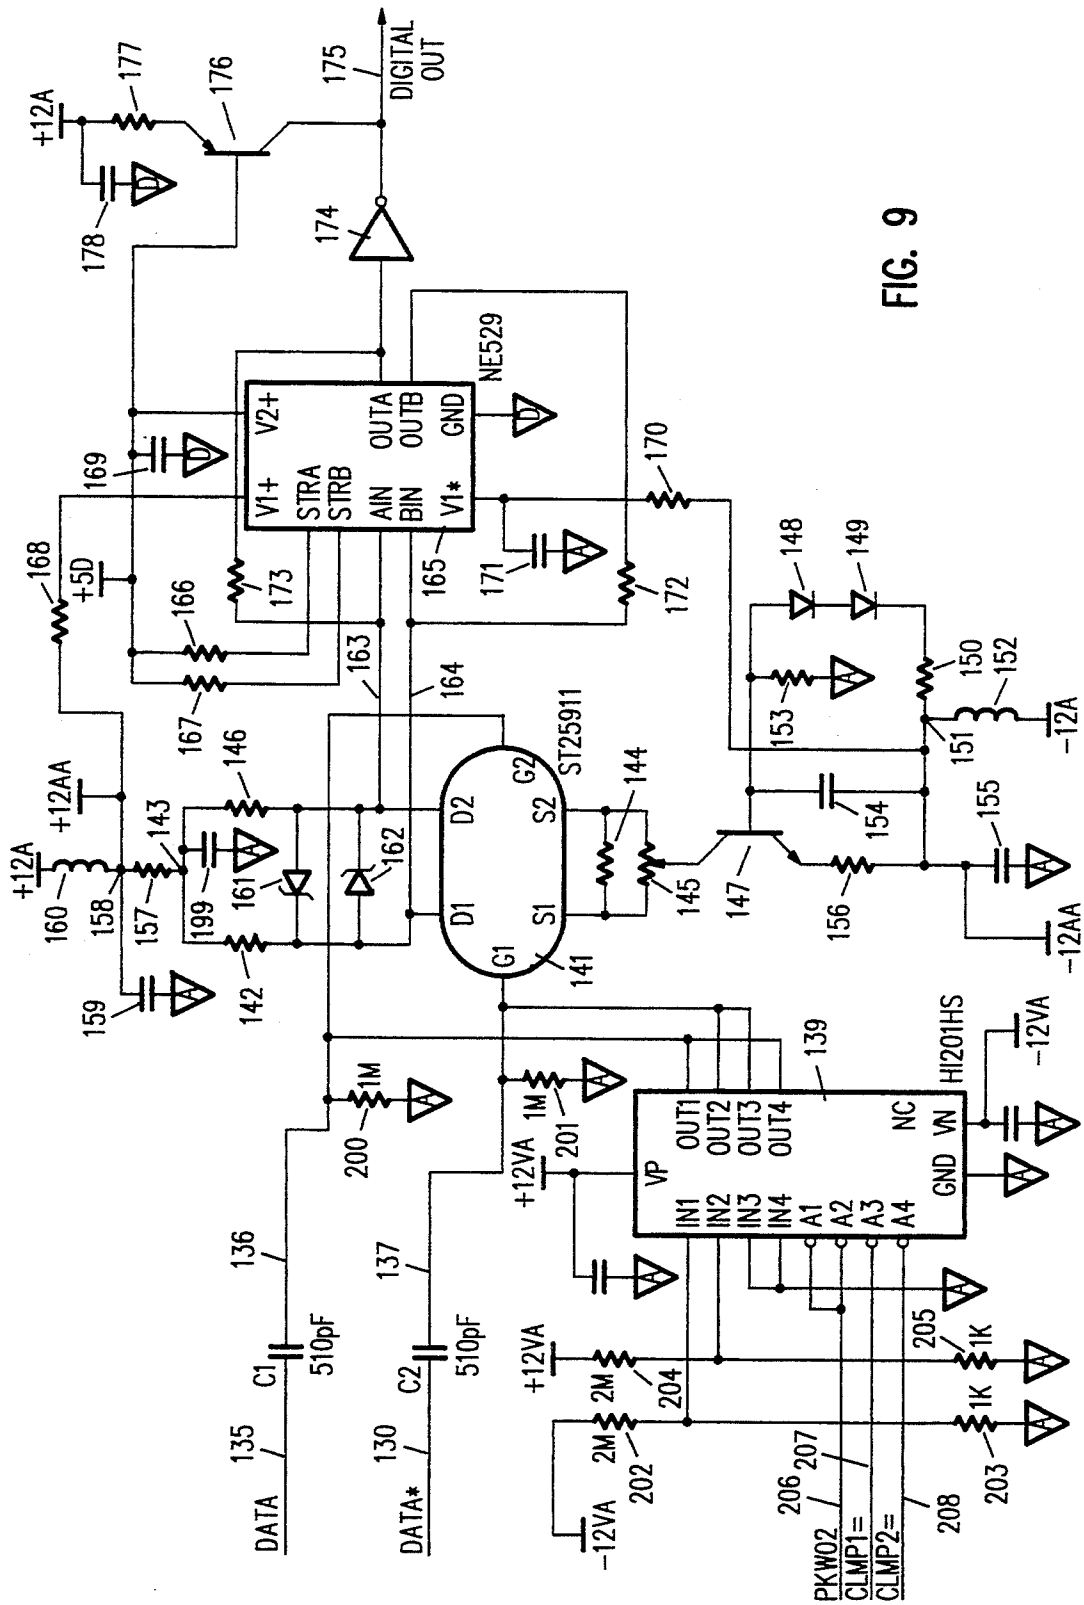 +12A
177
176
178
D
175
DIGITAL
OUT
174
168
+5D
169
D
V1+
V2+
STRA
STRB
AIN
BIN
V1*
OUTA
OUTB
GND
NE529
165
D
166
167
173
163
164
171
A
172
170
+12A
160
+12AA
158
157
143
146
159
A
199
A
142
161
162
D1
D2
G1
G2
S1
S2
141
ST25911
144
145
147
148
149
153
A
150
151
152
-12A
154
155
A
156
-12AA
DATA
135
C1
510pF
136
200
1M
A
DATA*
130
C2
510pF
137
1M
201
A
+12VA
A
VP
IN1
IN2
IN3
IN4
A1
A2
A3
A4
OUT1
OUT2
OUT3
OUT4
NC
GND
VN
139
HI201HS
-12VA
A
A
A
-12VA
2M
202
+12VA
2M
204
205
1K
A
203
1K
A
PKW02
206
CLMP1=
207
CLMP2=
208
FIG. 9